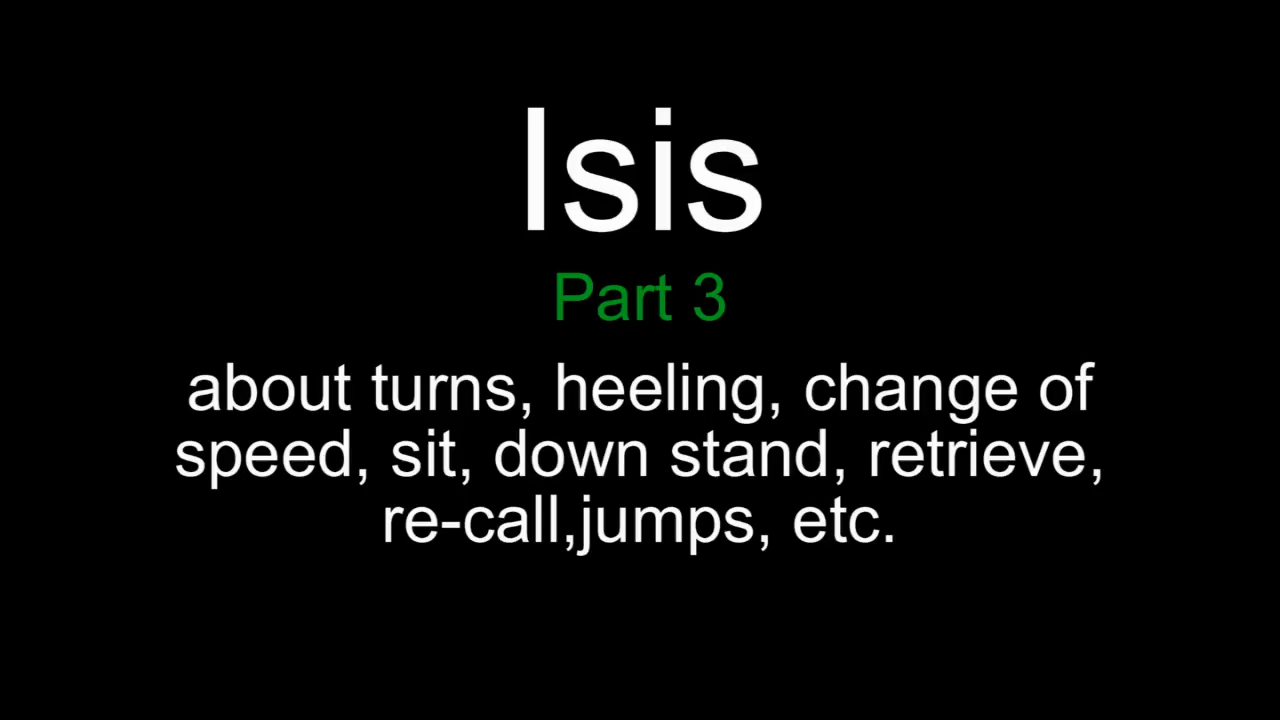 Isis
Part 3
about turns, heeling, change of
speed, sit, down stand, retrieve,
re-call,jumps, etc.